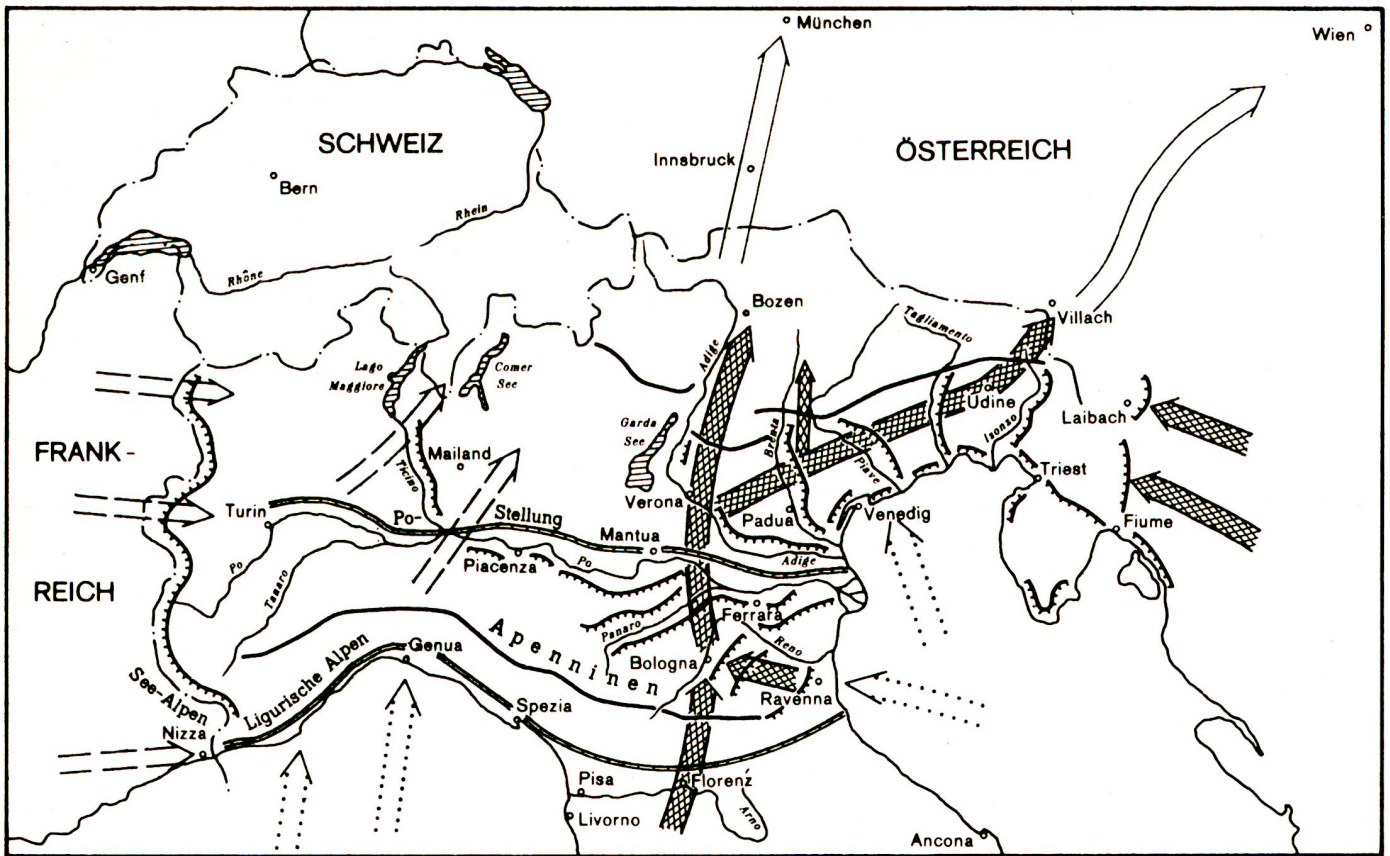 München
Wien
SCHWEIZ
ÖSTERREICH
Innsbruck
Bern
Rhein
Genf
Rhône
Bozen
Tagliamento
Villach
Lago
Maggiore
Comer
See
Adige
Udine
Laibach
Garda
See
Brenta
Isonzo
FRANK-
Mailand
Ticino
Piave
Triest
Verona
Turin
Po-
Stellung
Padua
Venedig
Fiume
Mantua
Po
Piacenza
Po
Adige
Tanaro
REICH
Ferrara
Panaro
Reno
Apenninen
Genua
Bologna
Ligurische Alpen
See-Alpen
Ravenna
Spezia
Nizza
Pisa
Florenz
Livorno
Arno
Ancona